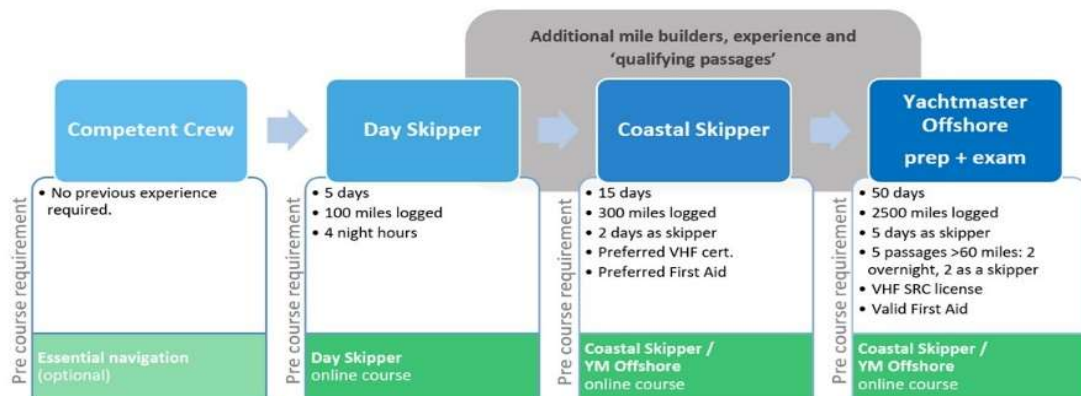 Additional mile builders, experience and
‘qualifying passages’
Competent Crew
Day Skipper
Coastal Skipper
Yachtmaster
Offshore
prep + exam
Pre course requirement
• No previous experience
required.
Essential navigation
(optional)
Pre course requirement
• 5 days
• 100 miles logged
• 4 night hours
Day Skipper
online course
Pre course requirement
• 15 days
• 300 miles logged
• 2 days as skipper
• Preferred VHF cert.
• Preferred First Aid
Coastal Skipper /
YM Offshore
online course
Pre course requirement
• 50 days
• 2500 miles logged
• 5 days as skipper
• 5 passages >60 miles: 2
overnight, 2 as a skipper
• VHF SRC license
• Valid First Aid
Coastal Skipper /
YM Offshore
online course